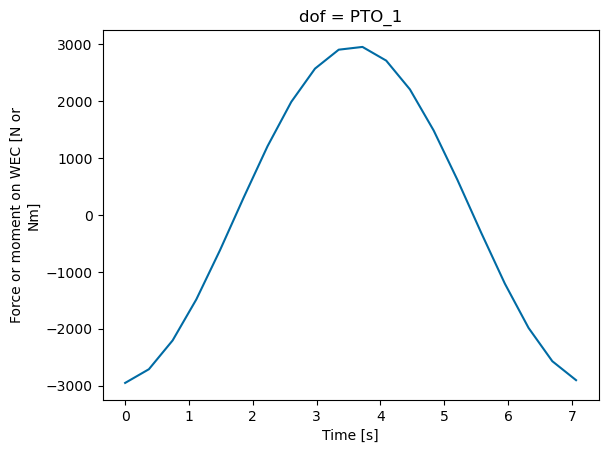 dof = PTO_1
Force or moment on WEC [N or
Nm]
3000
2000
1000
0
−1000
−2000
−3000
0 1 2 3 4 5 6 7
Time [s]